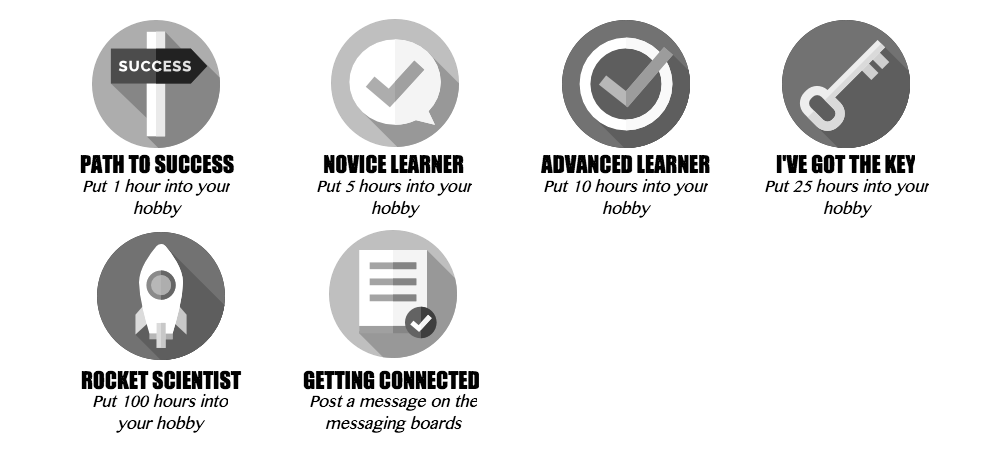 SUCCESS
PATH TO SUCCESS
Put 1 hour into your
hobby
NOVICE LEARNER
Put 5 hours into your
hobby
ADVANCED LEARNER
Put 10 hours into your
hobby
I'VE GOT THE KEY
Put 25 hours into your
hobby
ROCKET SCIENTIST
Put 100 hours into
your hobby
GETTING CONNECTED
Post a message on the
messaging boards